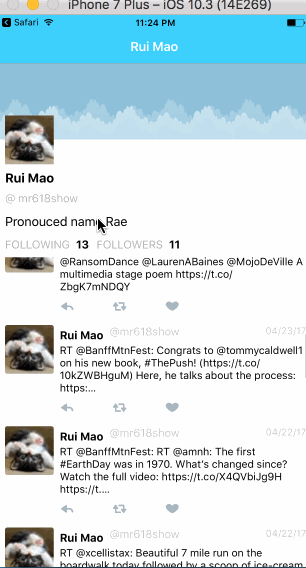 iPhone 7 Plus – iOS 10.3 (14E269)
Safari 11:24 PM
Rui Mao
Rui Mao
@ mr618show
Pronouced name Rae
FOLLOWING 13 FOLLOWERS 11
@RansomDance @LaurenABaines @MojoDeVille A
multimedia stage poem https://t.co/
ZbgK7mNDQY
Rui Mao @mr618show 04/23/17
RT @BanffMtnFest: Congrats to @tommycaldwell1
on his new book, #ThePush! (https://t.co/
10kZWBHguM) Here, he talks about the process:
https:...
Rui Mao @mr618show 04/22/17
RT @BanffMtnFest: RT @amnh: The first
#EarthDay was in 1970. What's changed since?
Watch the full video: https://t.co/X4QVbiJg9H
https://t....
Rui Mao @mr618show 04/22/17
RT @xcellistax: Beautiful 7 mile run on the
boardwalk today followed by a scoop of ice-cream